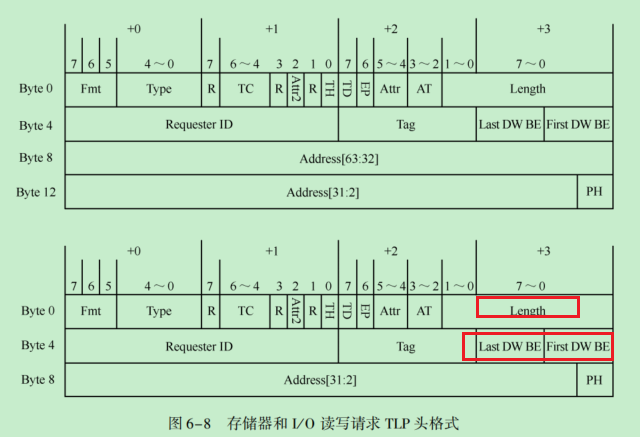 +0 +1 +2 +3
7 6 5 4～0 7 6～4 3 2 1 0 7 6 5～4 3～2 1～0 7～0
Byte 0 Fmt Type R TC R Attr2 R TH TD EP Attr AT Length
Byte 4 Requester ID Tag Last DW BE First DW BE
Byte 8 Address[63:32]
Byte 12 Address[31:2] PH
+0 +1 +2 +3
7 6 5 4～0 7 6～4 3 2 1 0 7 6 5～4 3～2 1～0 7～0
Byte 0 Fmt Type R TC R Attr2 R TH TD EP Attr AT Length
Byte 4 Requester ID Tag Last DW BE First DW BE
Byte 8 Address[31:2] PH
图 6-8 存储器和 I/O 读写请求 TLP 头格式